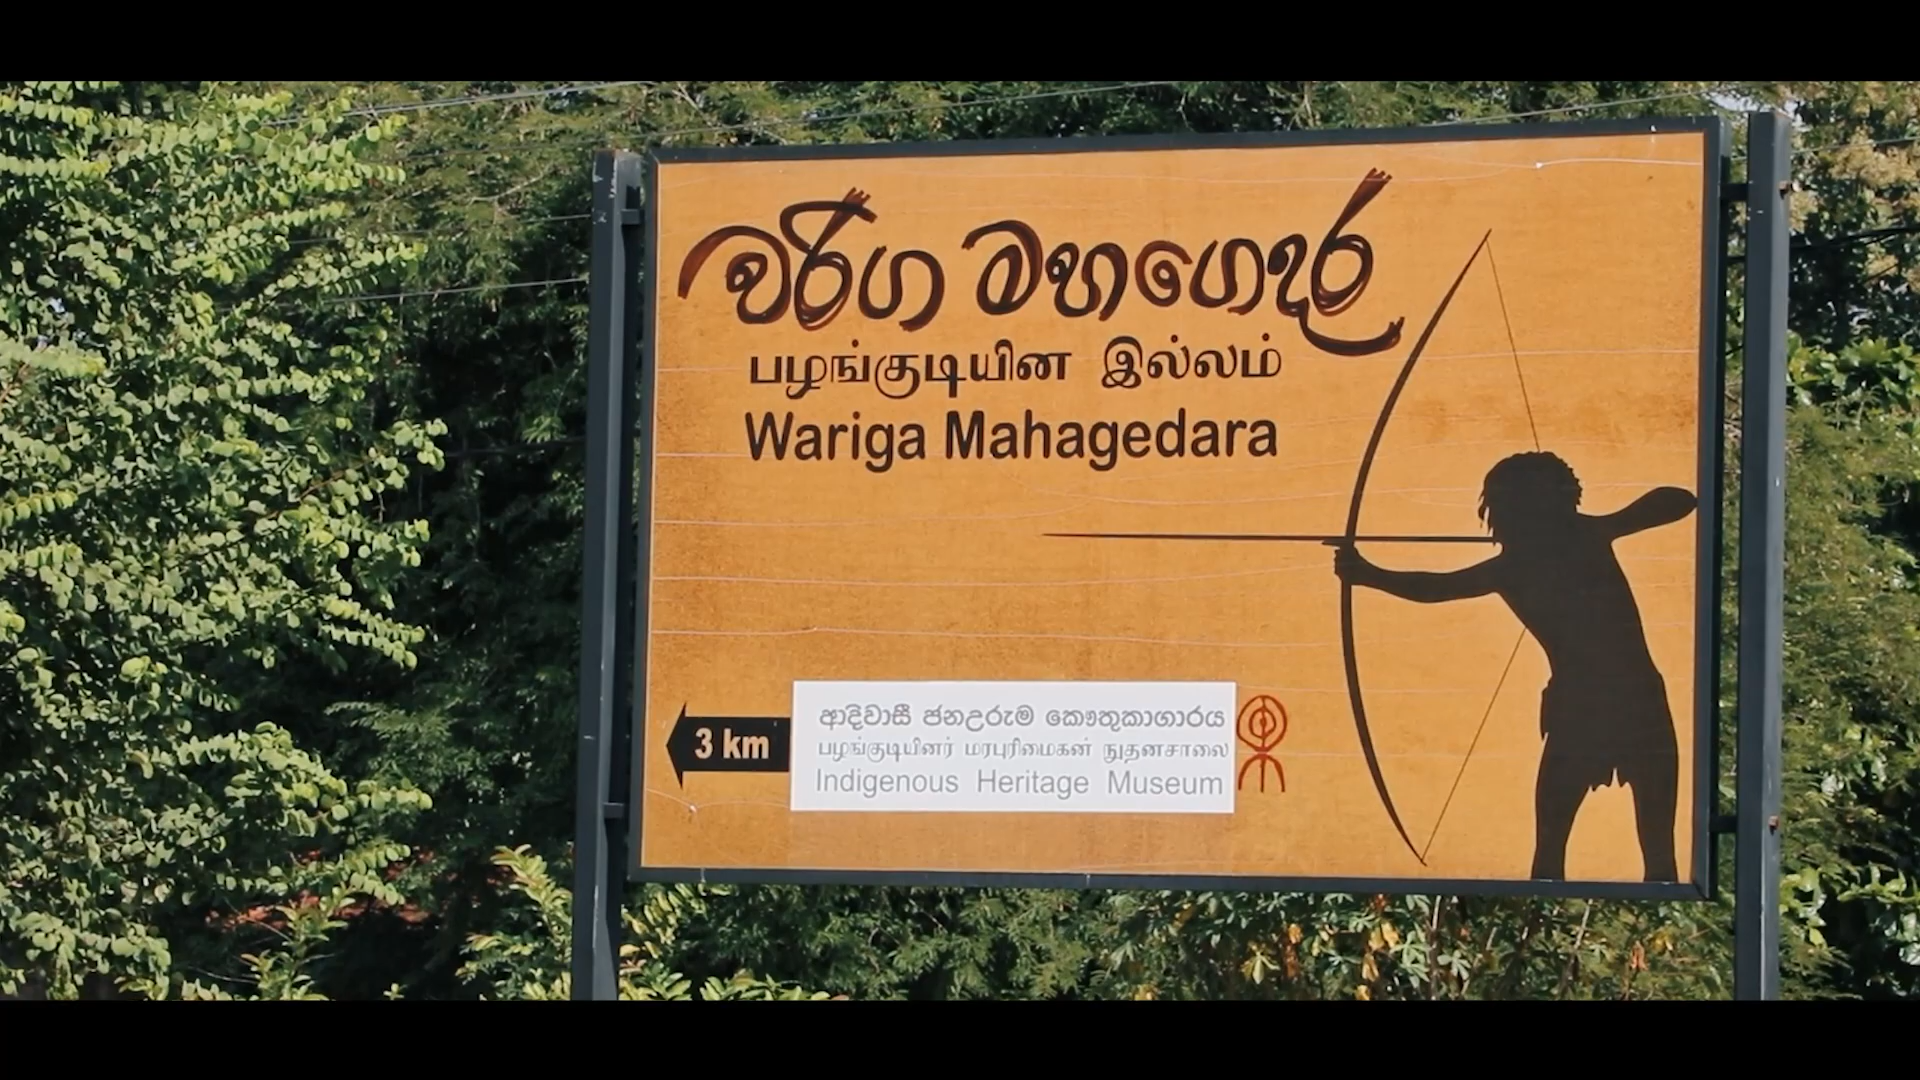 වරිග මහගෙදර
பழங்குடியின இல்லம்
Wariga Mahagedara
3 km
ආදිවාසී ජනඋරුම කෞතුකාගාරය
பழங்குடியினர் மரபுரிமைகள் நுதனசாலை
Indigenous Heritage Museum